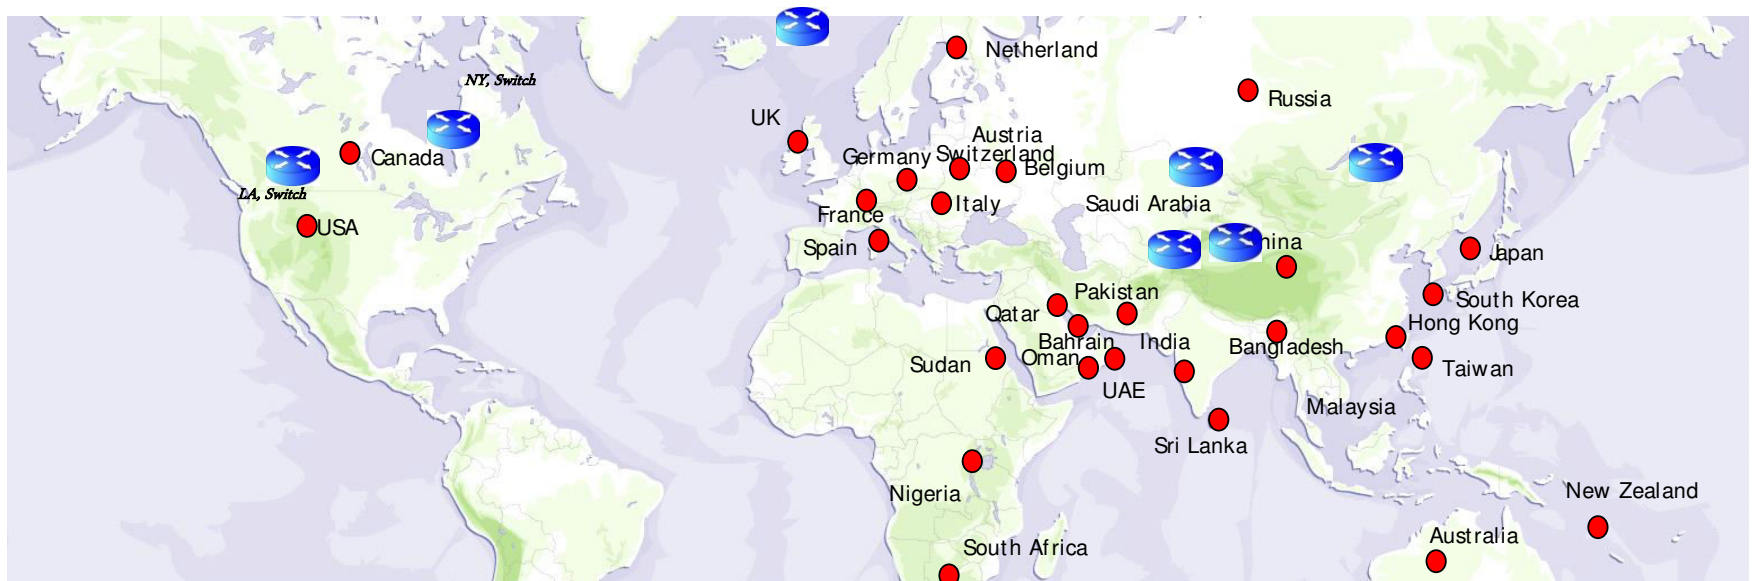 Netherland
NY, Switch
Russia
UK
Austria
Canada
Germany
Switzerland
Belgium
LA, Switch
France
Italy
Saudi Arabia
USA
Spain
hina
Japan
Pakistan
South Korea
Qatar
Hong Kong
Bahrain
India
Bangladesh
Sudan
Oman
Taiwan
UAE
Malaysia
Sri Lanka
Nigeria
New Zealand
Australia
South Africa